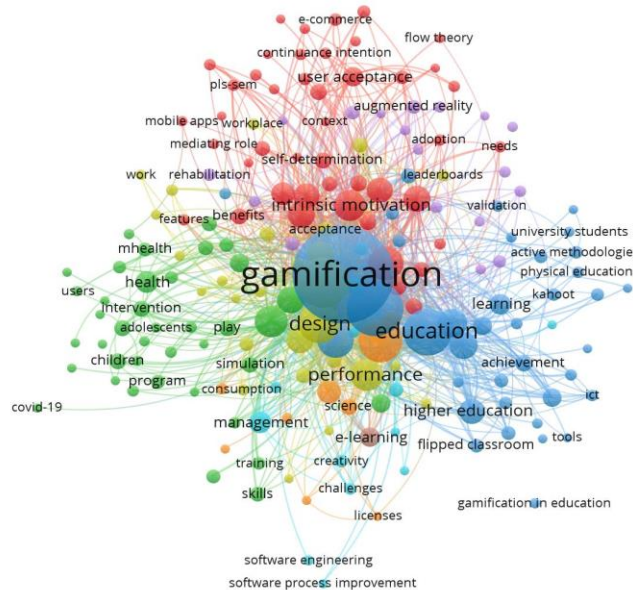 e-commerce
flow theory
continuance intention
user acceptance
pls-sem
augmented reality
mobile apps
workplace
context
mediating role
adoption
needs
self-determination
work
rehabilitation
leaderboards
intrinsic motivation
validation
features
benefits
acceptance
university students
mhealth
active methodologie
gamification
physical education
health
users
learning
kahoot
intervention
design
education
adolescents
play
children
simulation
achievement
program
performance
consumption
ict
science
higher education
covid-19
management
e-learning
flipped classroom
tools
training
creativity
skills
challenges
gamification in education
licenses
software engineering
software process improvement